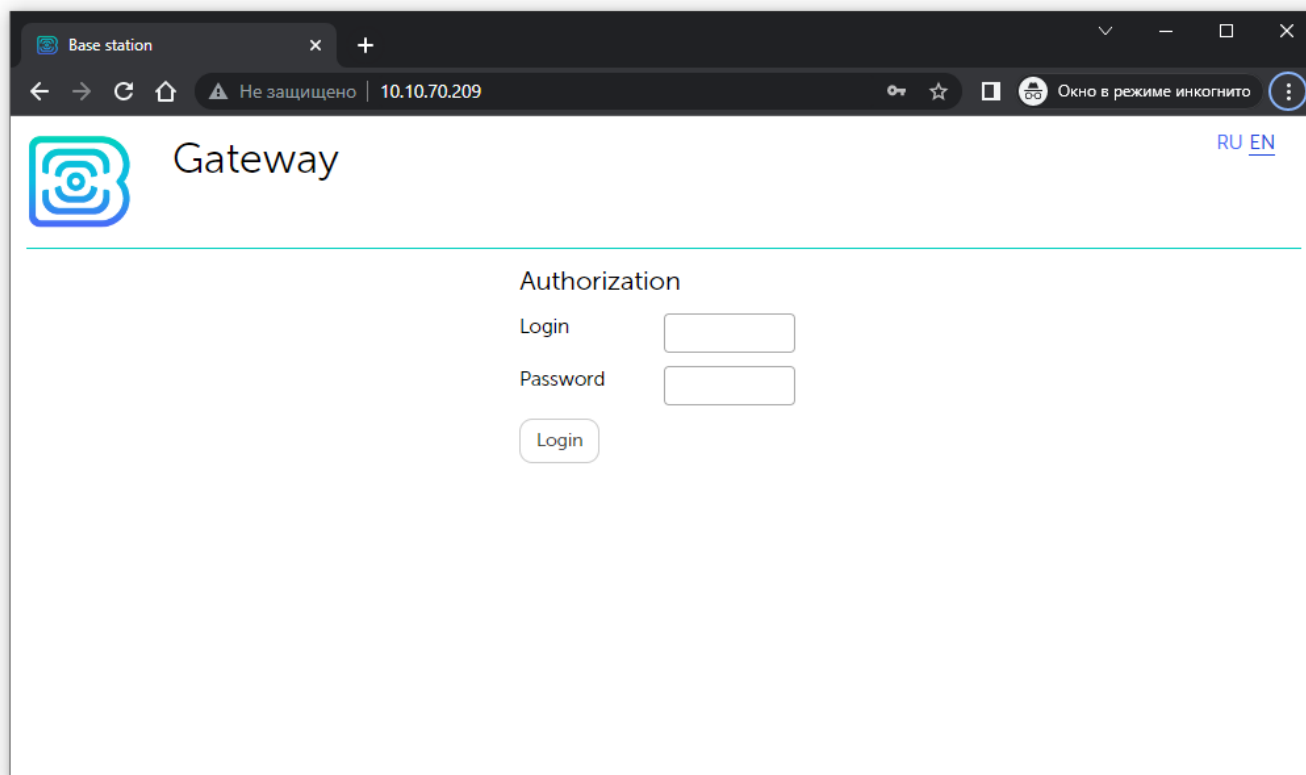 Base station
Не защищено 10.10.70.209
Окно в режиме инкогнито
Gateway
RU EN
Authorization
Login
Password
Login